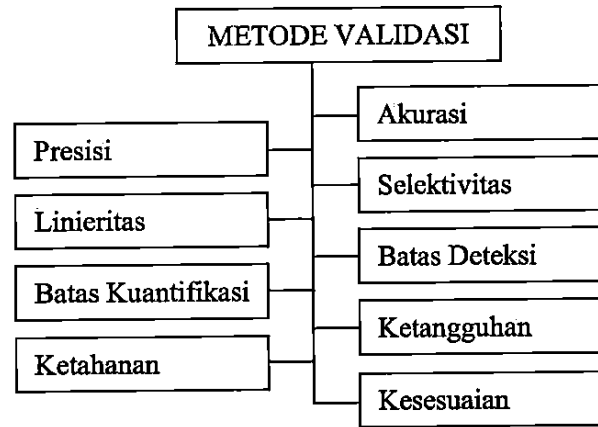 METODE VALIDASI
Akurasi
Presisi
Selektivitas
Linieritas
Batas Deteksi
Batas Kuantifikasi
Ketangguhan
Ketahanan
Kesesuaian